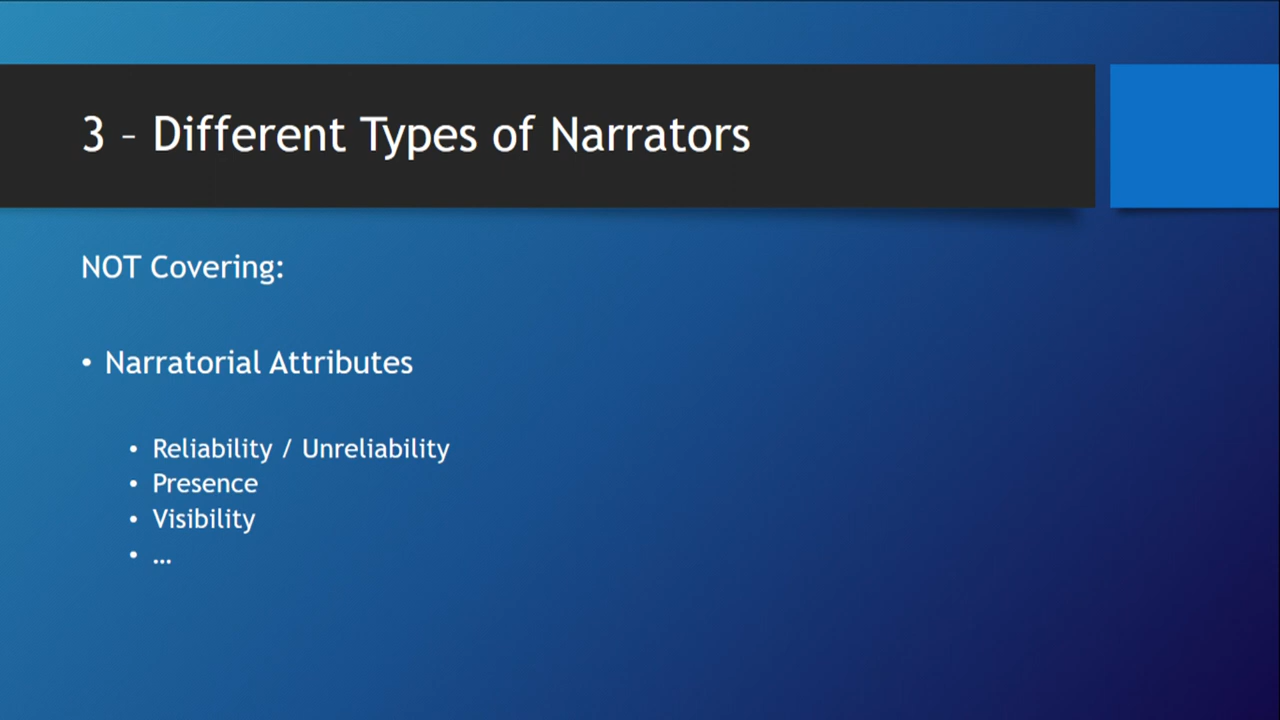 3 – Different Types of Narrators
NOT Covering:
• Narratorial Attributes
• Reliability / Unreliability
• Presence
• Visibility
• …